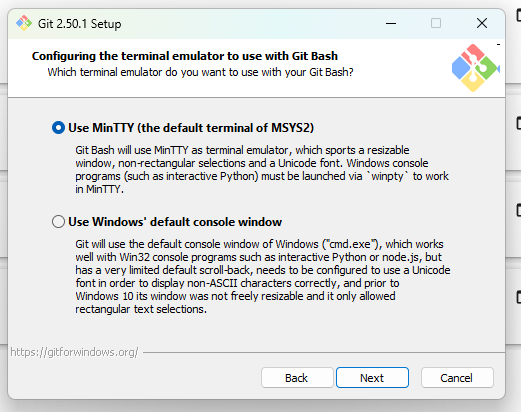 Git 2.50.1 Setup
Configuring the terminal emulator to use with Git Bash
Which terminal emulator do you want to use with your Git Bash?
Use MinTTY (the default terminal of MSYS2)
Git Bash will use MinTTY as terminal emulator, which sports a resizable
window, non-rectangular selections and a Unicode font. Windows console
programs (such as interactive Python) must be launched via `winpty` to work
in MinTTY.
Use Windows' default console window
Git will use the default console window of Windows ("cmd.exe"), which works
well with Win32 console programs such as interactive Python or node.js, but
has a very limited default scroll-back, needs to be configured to use a Unicode
font in order to display non-ASCII characters correctly, and prior to
Windows 10 its window was not freely resizable and it only allowed
rectangular text selections.
https://gitforwindows.org/
Back
Next
Cancel